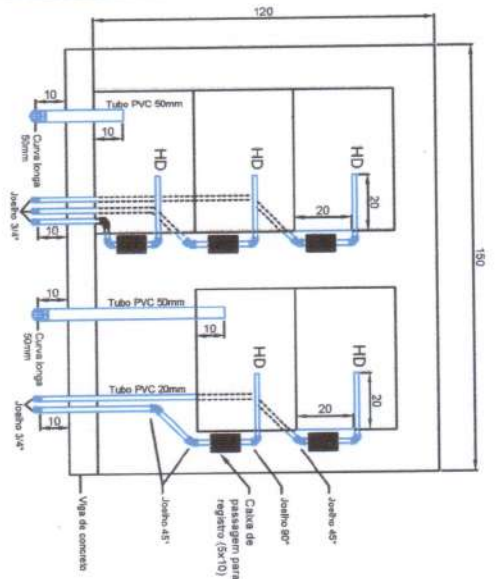 120
150
10
Tubo PVC 50mm
10
Curva longa
50mm
HD
HD
HD
20
20
Joelho 3/4"
10
10
Tubo PVC 50mm
10
Curva longa
50mm
HD
HD
Tubo PVC 20mm
20
20
Joelho 3/4"
10
Viga de concreto
Joelho 45°
Caixa de
passagem para
registro (5x10)
Joelho 90°
Joelho 45°